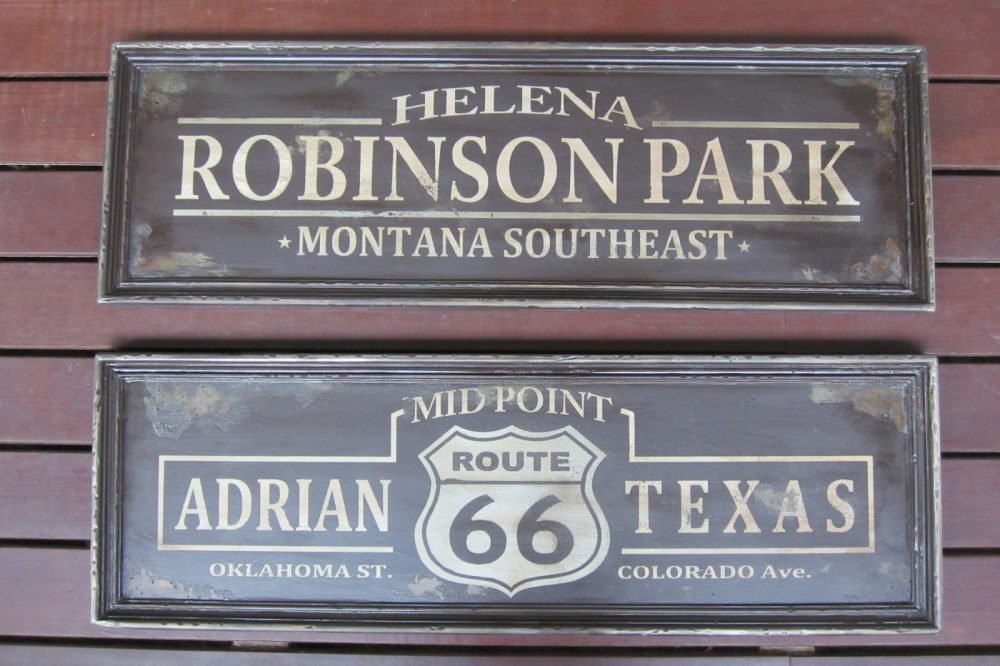 HELENA
ROBINSON PARK
★MONTANA SOUTHEAST★
MID POINT
ADRIAN ROUTE 66 TEXAS
OKLAHOMA ST. COLORADO Ave.